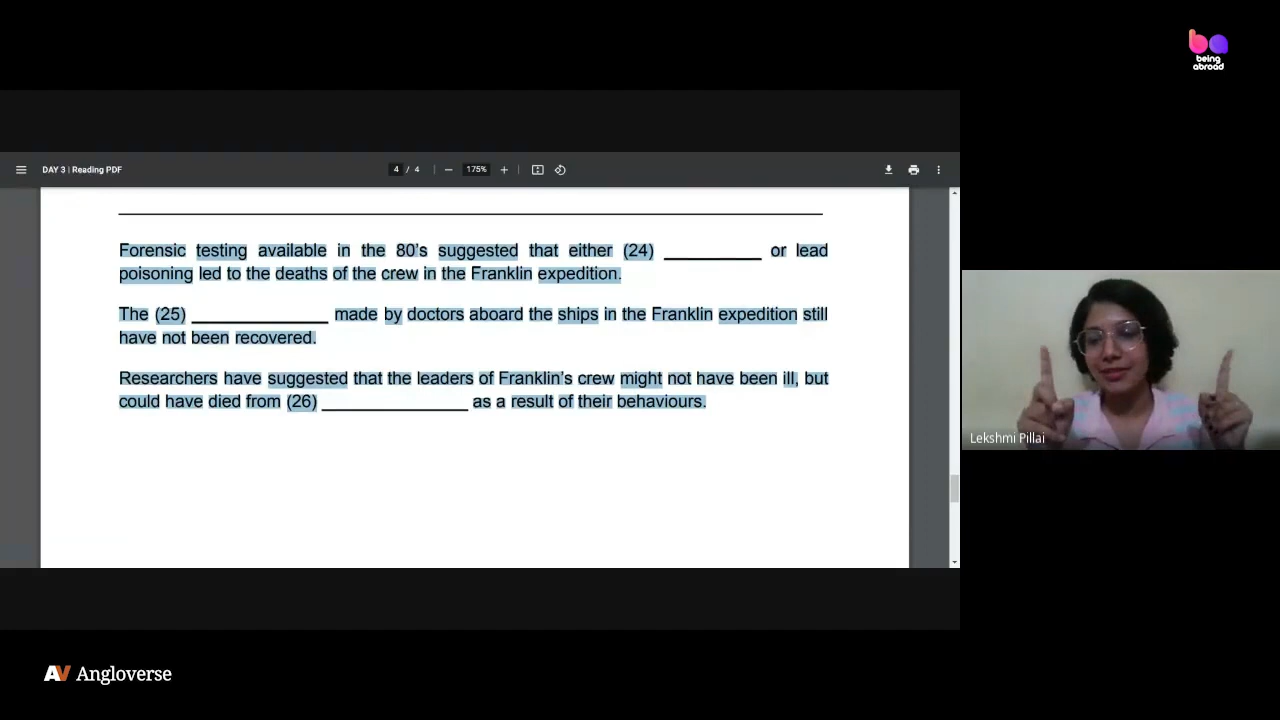 being
abroad
DAY 3 | Reading PDF
4 / 4
175%
Forensic testing available in the 80's suggested that either (24) __________ or lead
poisoning led to the deaths of the crew in the Franklin expedition.
The (25) ______________ made by doctors aboard the ships in the Franklin expedition still
have not been recovered.
Researchers have suggested that the leaders of Franklin's crew might not have been ill, but
could have died from (26) _______________ as a result of their behaviours.
Lekshmi Pillai
AV Angloverse